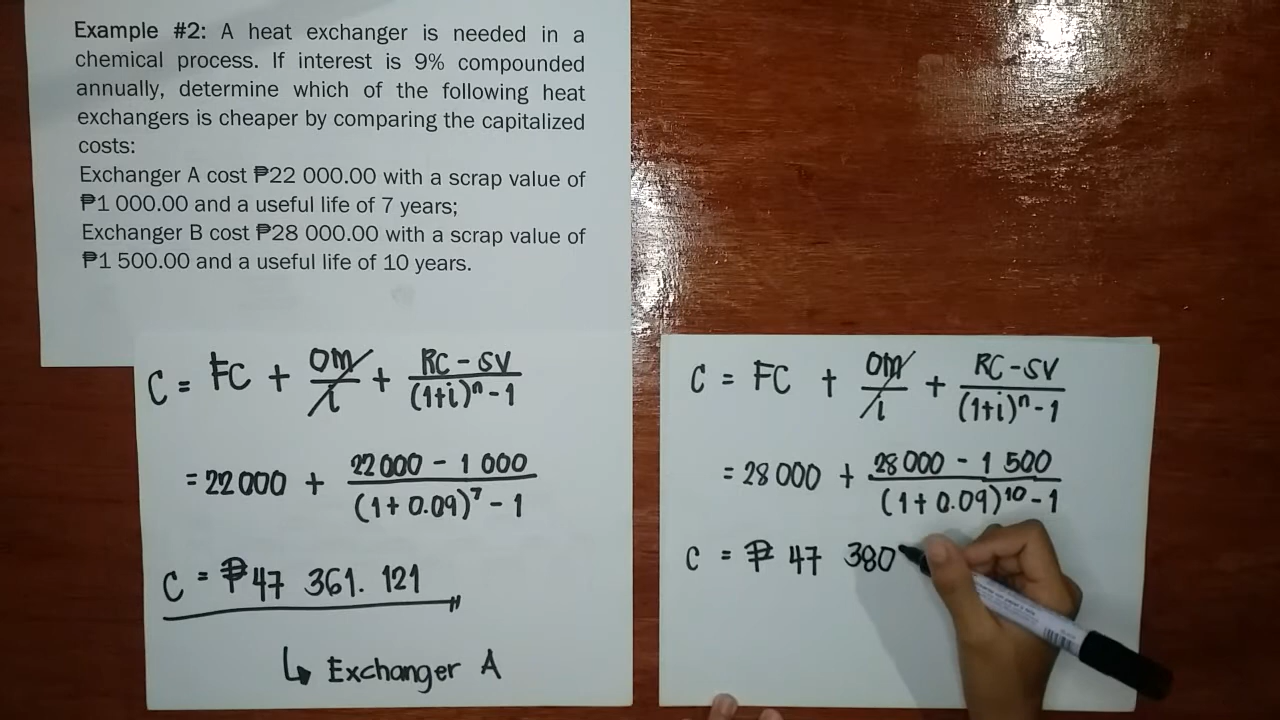 Example #2: A heat exchanger is needed in a
chemical process. If interest is 9% compounded
annually, determine which of the following heat
exchangers is cheaper by comparing the capitalized
costs:
Exchanger A cost ₱22 000.00 with a scrap value of
₱1 000.00 and a useful life of 7 years;
Exchanger B cost ₱28 000.00 with a scrap value of
₱1 500.00 and a useful life of 10 years.
C = FC + OM/i + RC - SV/(1+i)ⁿ - 1
= 22 000 + 22 000 - 1 000/(1 + 0.09)⁷ - 1
C = ₱47 361. 121
↳ Exchanger A
C = FC + OM/i + RC - SV/(1+i)ⁿ - 1
= 28 000 + 28 000 - 1 500/(1 + 0.09)¹⁰ - 1
C = ₱ 47 380